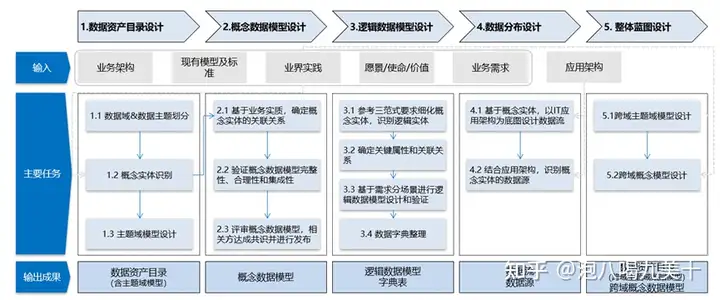 1.数据资产目录设计
2.概念数据模型设计
3.逻辑数据模型设计
4.数据分布设计
5. 整体蓝图设计
输入
业务架构
现有模型及标
准
业界实践
愿景/使命/价值
业务需求
应用架构
主要任务
1.1 数据域&数据主题划分
1.2 概念实体识别
1.3 主题域模型设计
2.1 基于业务实质，确定概
念实体的关联关系
2.2 验证概念数据模型完整
性、合理性和集成性
2.3 评审概念数据模型，相
关方达成共识并进行发布
3.1 参考三范式要求细化概
念实体，识别逻辑实体
3.2 确定关键属性和关联关
系
3.3 基于需求分场景进行逻
辑数据模型设计和验证
3.4 数据字典整理
4.1 基于概念实体，以IT应
用架构为底图设计数据流
4.2 结合应用架构，识别概
念实体的数据源
5.1跨域主题域模型设计
5.2跨域概念模型设计
输出成果
数据资产目录
(含主题域模型)
概念数据模型
逻辑数据模型
字典表
数据源
跨域概念数据模型
知乎